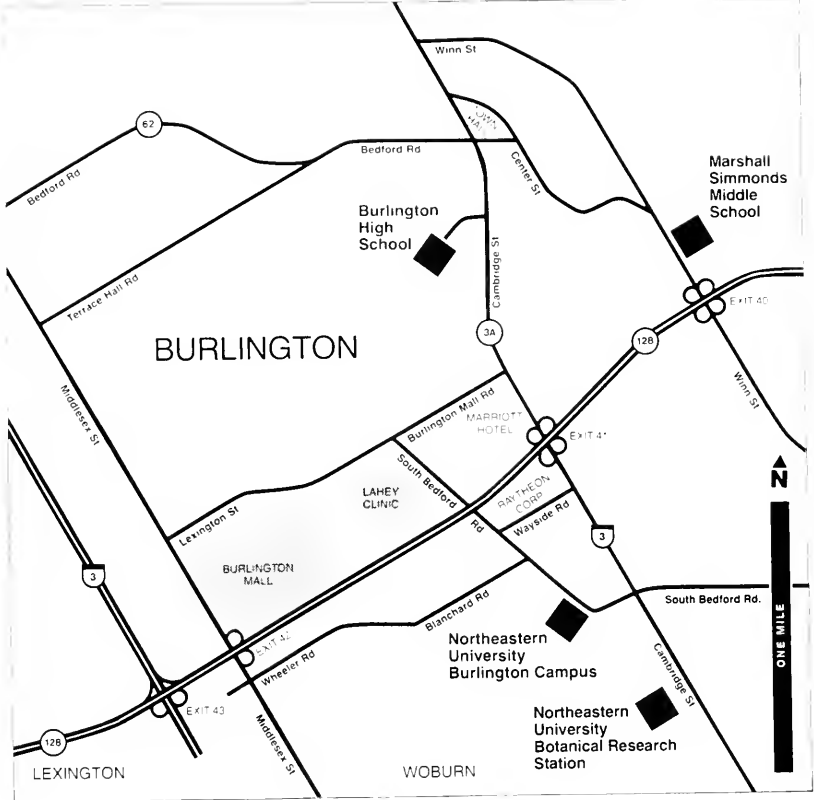 Winn St
62
TOWN
HALL
Bedford Rd
Center St
Bedford Rd
Marshall
Simmonds
Middle
School
Burlington
High
School
Cambridge St
Terrace Hall Rd
EXIT 40
3A
128
BURLINGTON
Middlesex St
Winn St
Burlington Mall Rd
MARRIOTT
HOTEL
EXIT 41
South Bedford
Rd
LAHEY
CLINIC
RAYTHEON
CORP
Wayside Rd
N
Lexington St
3
BURLINGTON
MALL
3
Blanchard Rd
South Bedford Rd.
ONE MILE
EXIT 42
Wheeler Rd
Northeastern
University
Burlington Campus
Cambridge St
EXIT 43
Middlesex St
Northeastern
University
Botanical Research
Station
128
LEXINGTON
WOBURN